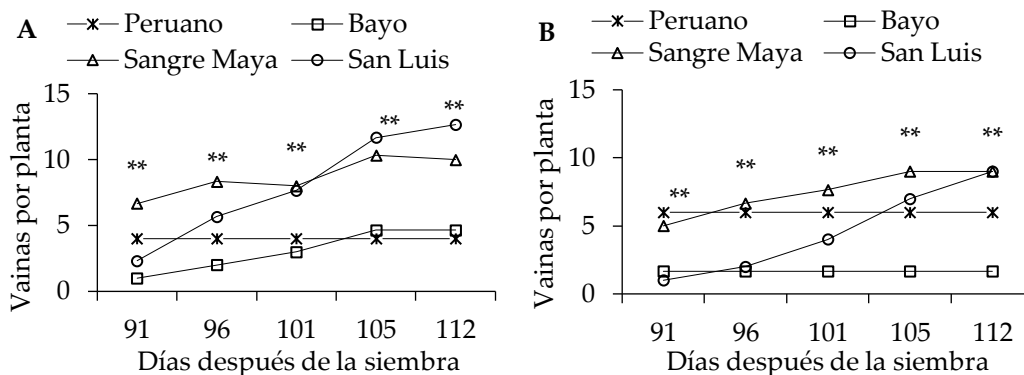 A
Peruano
Bayo
Sangre Maya
San Luis
Vainas por planta
15
10
5
0
**
**
**
**
**
91
96
101
105
112
Días después de la siembra
B
Peruano
Bayo
Sangre Maya
San Luis
Vainas por planta
15
10
5
0
**
**
**
**
**
91
96
101
105
112
Días después de la siembra